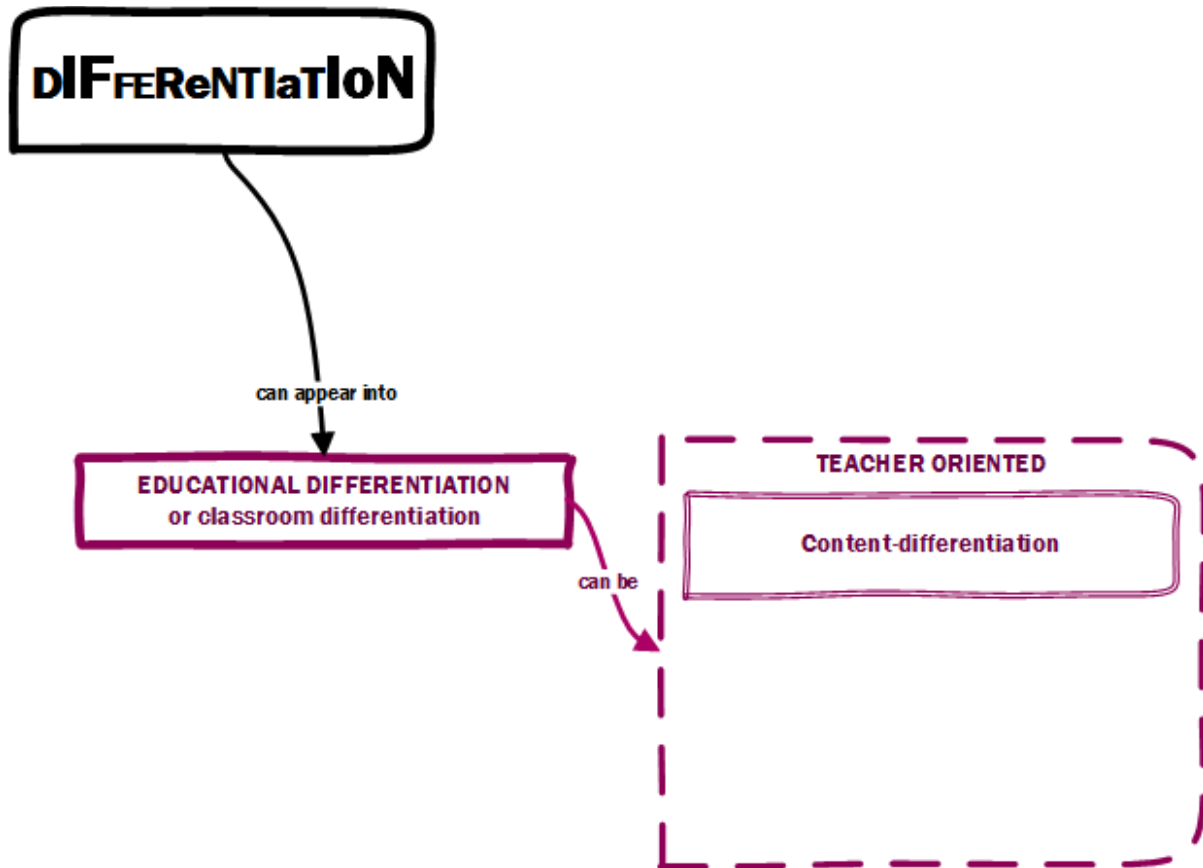 DIFFEReNTIaTIoN
can appear into
EDUCATIONAL DIFFERENTIATION
or classroom differentiation
can be
TEACHER ORIENTED
Content-differentiation